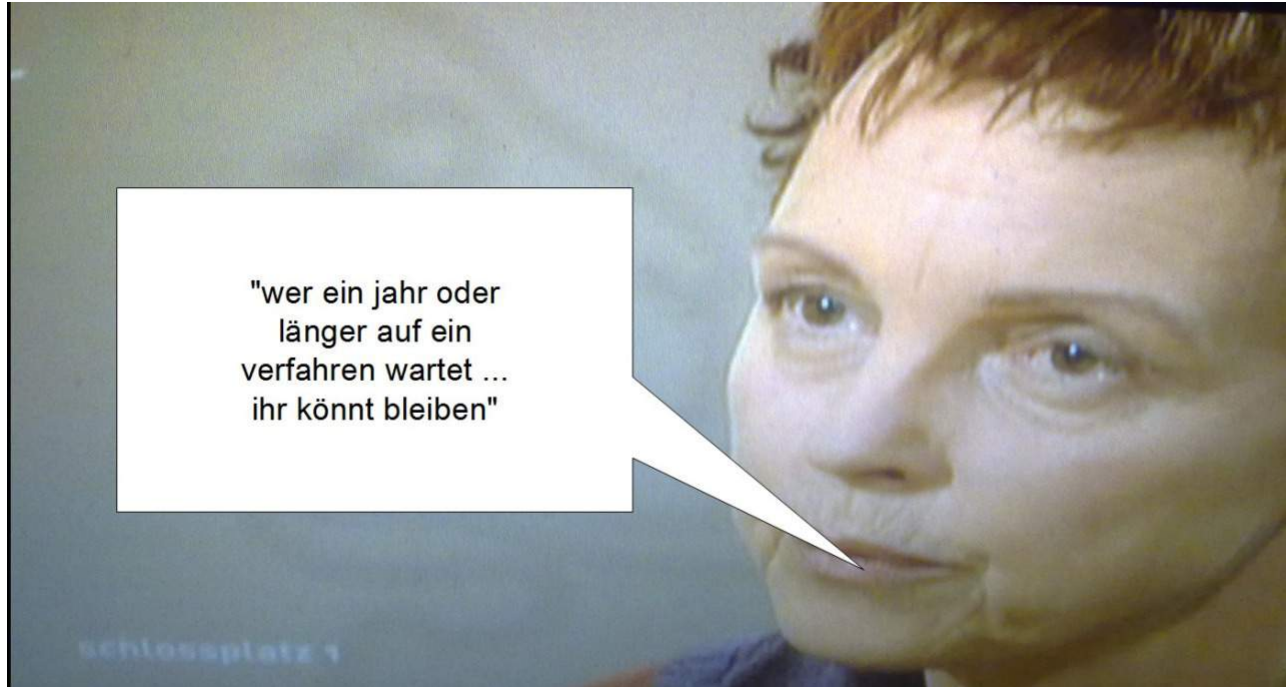 "wer ein jahr oder
länger auf ein
verfahren wartet ...
ihr könnt bleiben"
schlossplatz 1